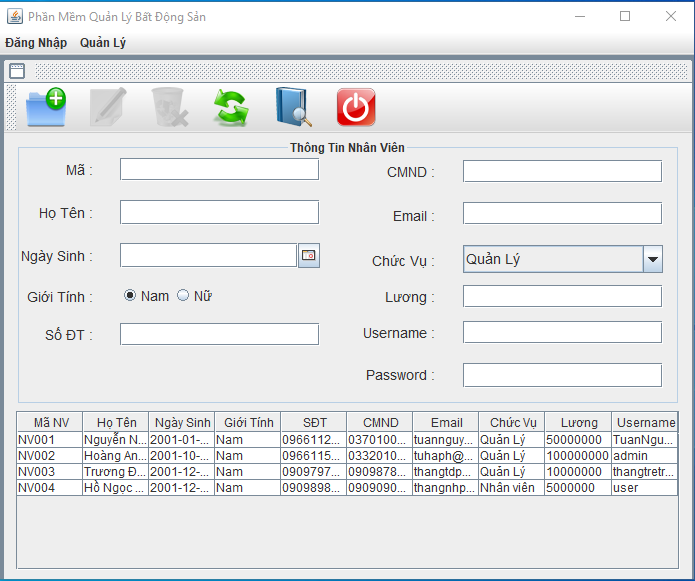 Phần Mềm Quản Lý Bất Động Sản
Đăng Nhập Quản Lý
Thông Tin Nhân Viên
Mã :
CMND :
Họ Tên :
Email :
Ngày Sinh :
Chức Vụ :
Quản Lý
Giới Tính :
Nam
Nữ
Lương :
Số ĐT :
Username :
Password :
Mã NV Họ Tên Ngày Sinh Giới Tính SĐT CMND Email Chức Vụ Lương Username
NV001 Nguyễn N... 2001-01-... Nam 0966112... 0370100... tuannguy... Quản Lý 50000000 TuanNgu...
NV002 Hoàng An... 2001-10-... Nam 0966115... 0332010... tuhaph@... Quản Lý 100000000 admin
NV003 Trương Đ... 2001-12-... Nam 0909797... 0909878... thangtdp... Quản Lý 10000000 thangtretr...
NV004 Hồ Ngọc ... 2001-12-... Nam 0909898... 0909090... thangnhp... Nhân viên 5000000 user